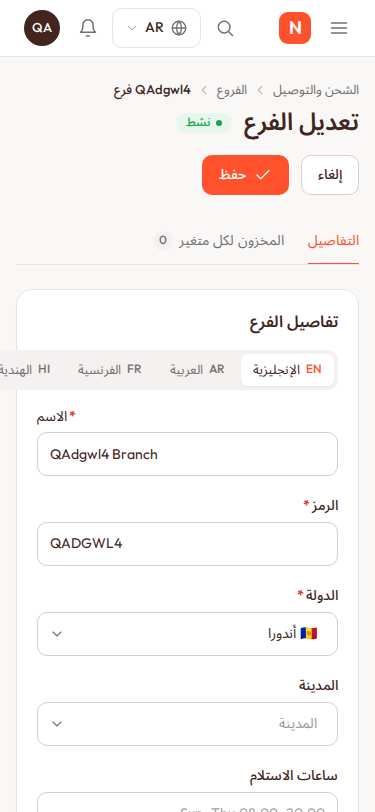 N
AR
QA
الشحن والتوصيل
الفروع
QAdgwl4 فرع
تعديل الفرع
نشط
إلغاء
حفظ
التفاصيل
المخزون لكل متغير 0
تفاصيل الفرع
EN الإنجليزية
AR العربية
FR الفرنسية
HI الهندية
الاسم*
QAdgwl4 Branch
الرمز*
QADGWL4
الدولة*
أندورا
المدينة
المدينة
ساعات الاستلام